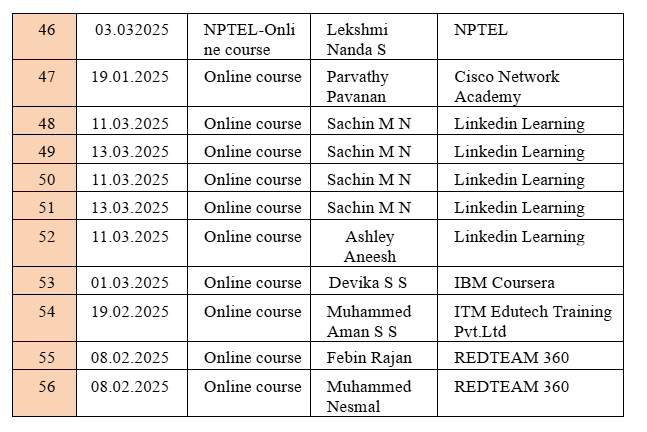 46 03.032025 NPTEL-Onli Lekshmi NPTEL
ne course Nanda S
47 19.01.2025 Online course Parvathy Cisco Network
Pavanan Academy
48 11.03.2025 Online course Sachin M N Linkedin Learning
49 13.03.2025 Online course Sachin M N Linkedin Learning
50 11.03.2025 Online course Sachin M N Linkedin Learning
51 13.03.2025 Online course Sachin M N Linkedin Learning
52 11.03.2025 Online course Ashley Linkedin Learning
Aneesh
53 01.03.2025 Online course Devika S S IBM Coursera
54 19.02.2025 Online course Muhammed ITM Edutech Training
Aman S S Pvt.Ltd
55 08.02.2025 Online course Febin Rajan REDTEAM 360
56 08.02.2025 Online course Muhammed REDTEAM 360
Nesmal